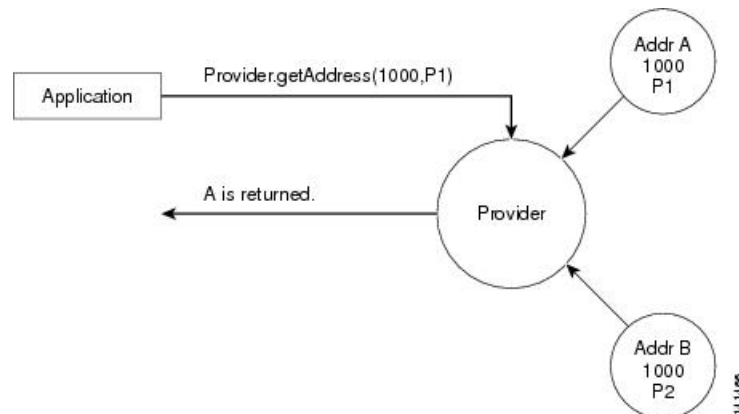 Addr A
1000
P1
Provider.getAddress(1000,P1)
Application
A is returned.
Provider
Addr B
1000
P2